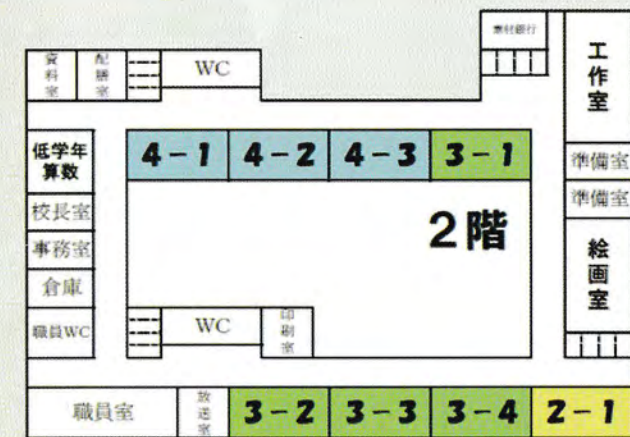 素材銀行
資料室
配膳室
WC
工作室
4-1
4-2
4-3
3-1
低学年
算数
準備室
校長室
準備室
2階
事務室
絵画室
倉庫
職員WC
WC
印刷室
職員室
放送室
3-2
3-3
3-4
2-1